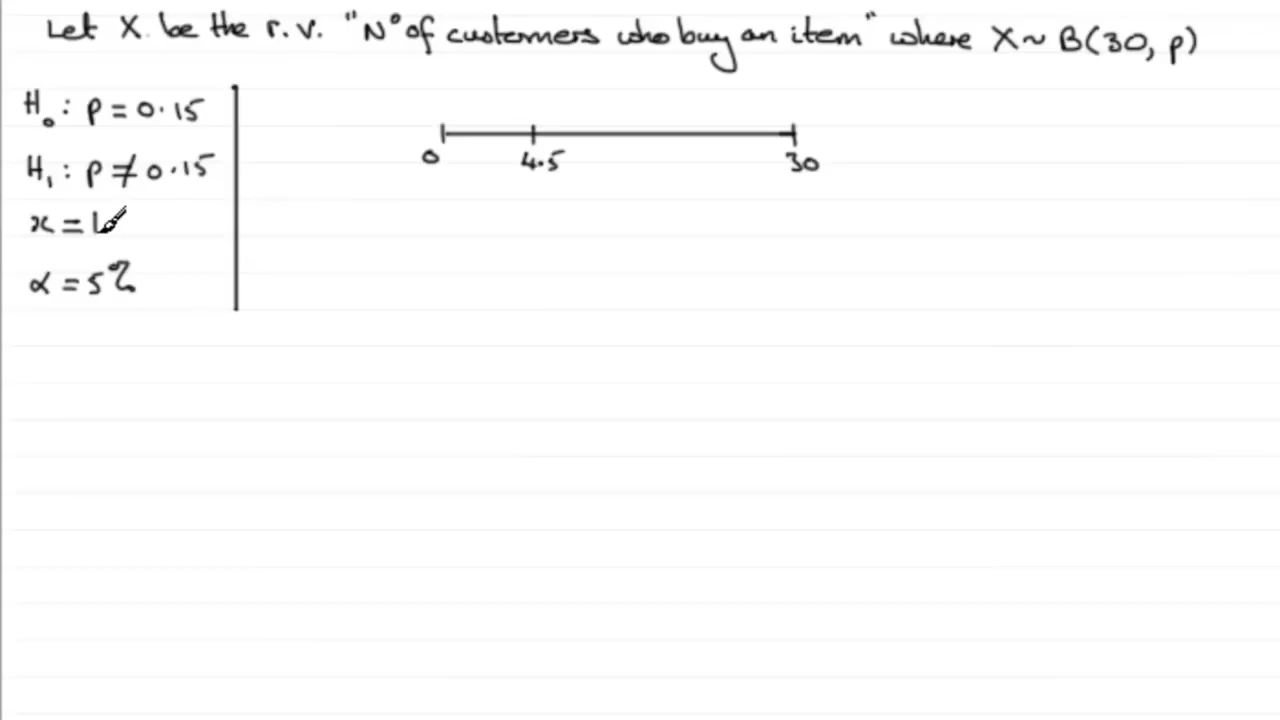 Let X be the r.v. "N° of customers who buy an item" where X ~ B(30, p)
H₀ : p = 0.15
H₁ : p ≠ 0.15
x = 1
α = 5%
0 4.5 30